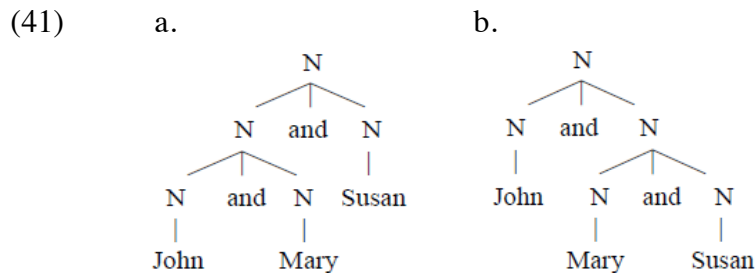 (41) a. b.
N N
N and N N and N
N and N Susan John N and N
John Mary Mary Susan